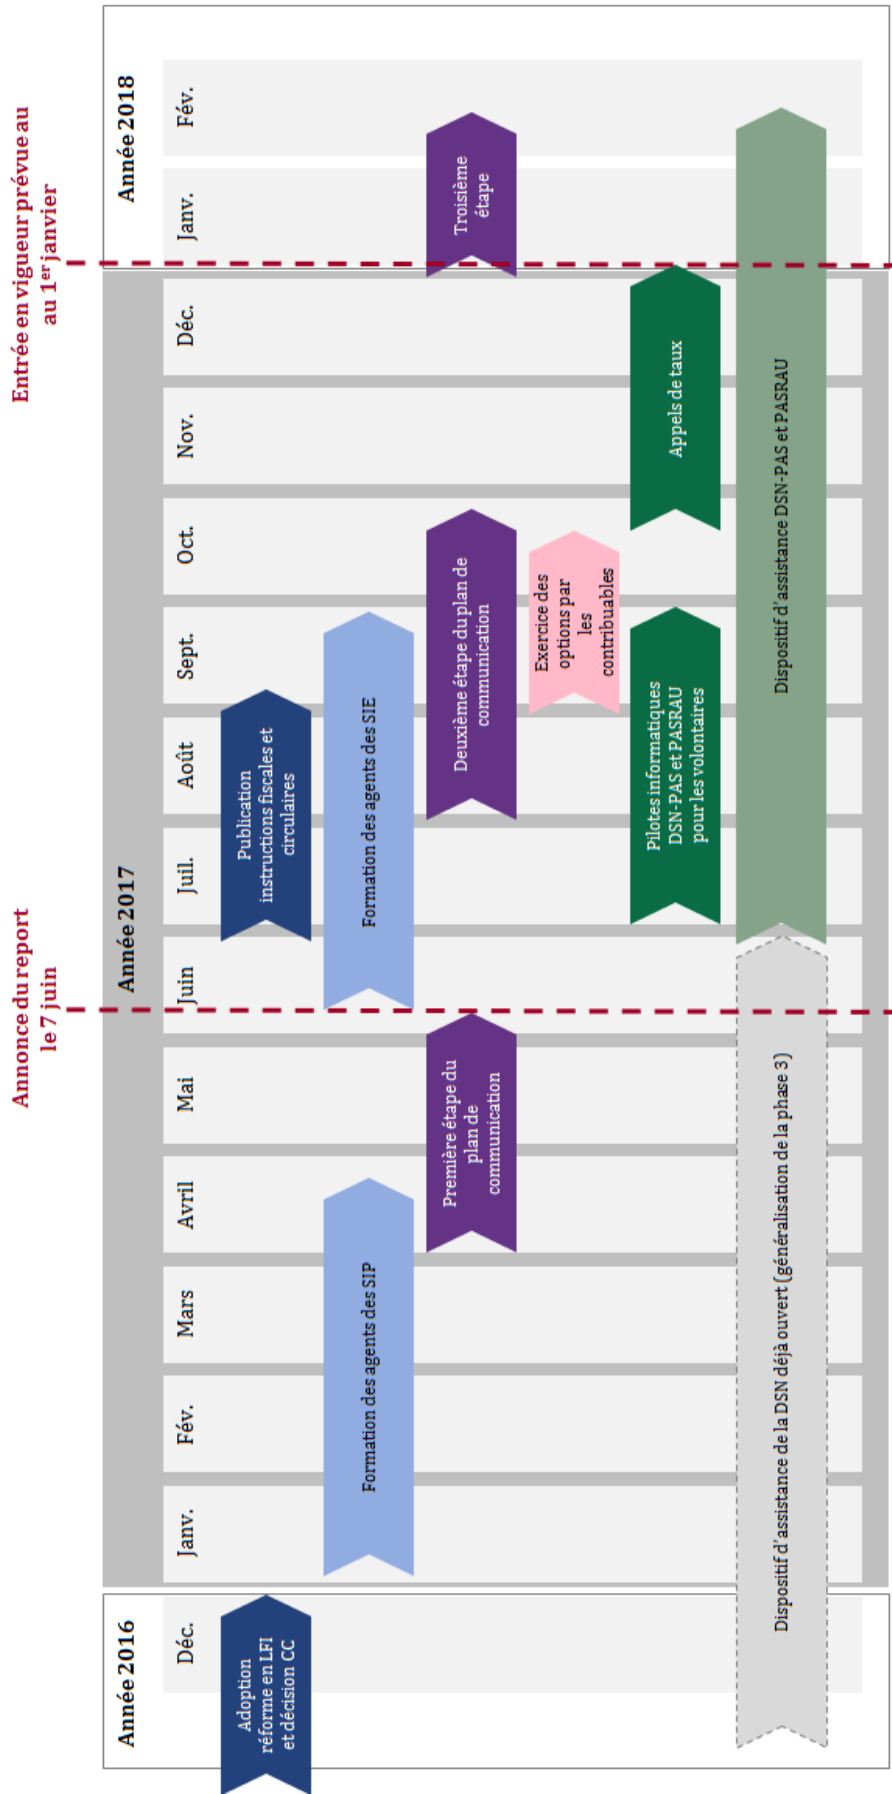 Annonce du report
le 7 juin
Entrée en vigueur prévue au
au 1er janvier
Année 2016
Année 2017
Année 2018
Déc.
Janv.
Fév.
Mars
Avril
Mai
Juin
Juil.
Août
Sept.
Oct.
Nov.
Déc.
Janv.
Fév.
Adoption
réforme en LFI
et décision CC
Publication
instructions fiscales et
circulaires
Formation des agents des SIP
Formation des agents des SIE
Première étape du
plan de
communication
Deuxième étape du plan de
communication
Troisième
étape
Exercice des
options par
les
contribuables
Pilotes informatiques
DSN-PAS et PASRAU
pour les volontaires
Appels de taux
Dispositif d'assistance de la DSN déjà ouvert (généralisation de la phase 3)
Dispositif d'assistance DSN-PAS et PASRAU